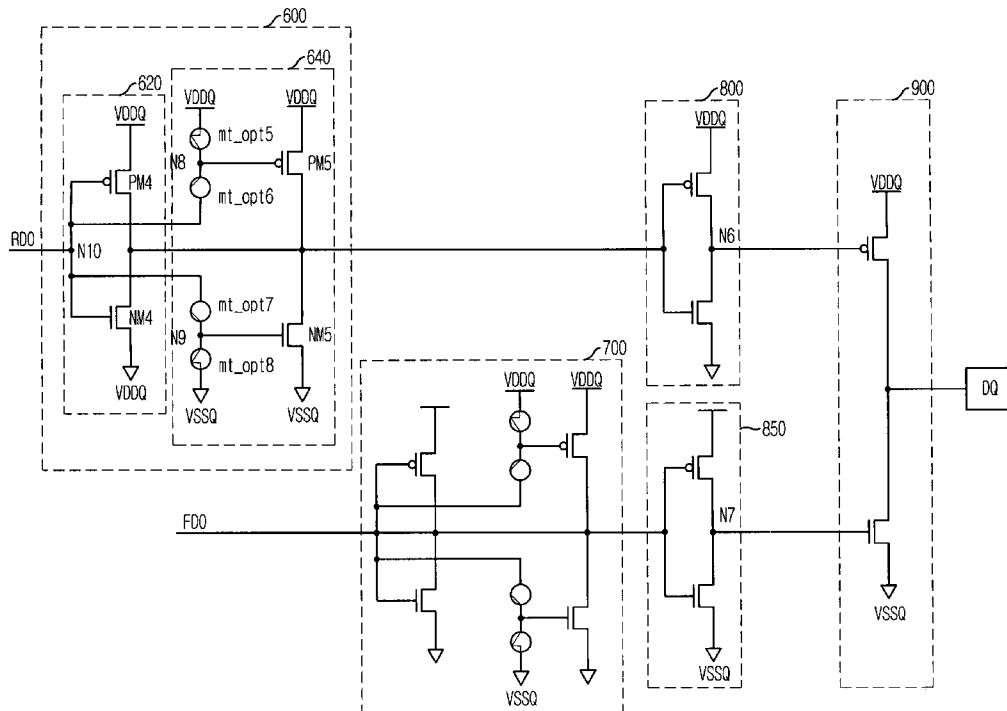 600
640
620
800
900
VDDQ
VDDQ
VDDQ
VDDQ
VDDQ
mt_opt5
N8
PM5
PM4
mt_opt6
RDO
N10
N6
mt_opt7
NM4
N9
NM5
mt_opt8
VDDQ
VSSQ
VSSQ
700
VDDQ
VDDQ
DQ
850
FDO
N7
VSSQ
VSSQ
VSSQ